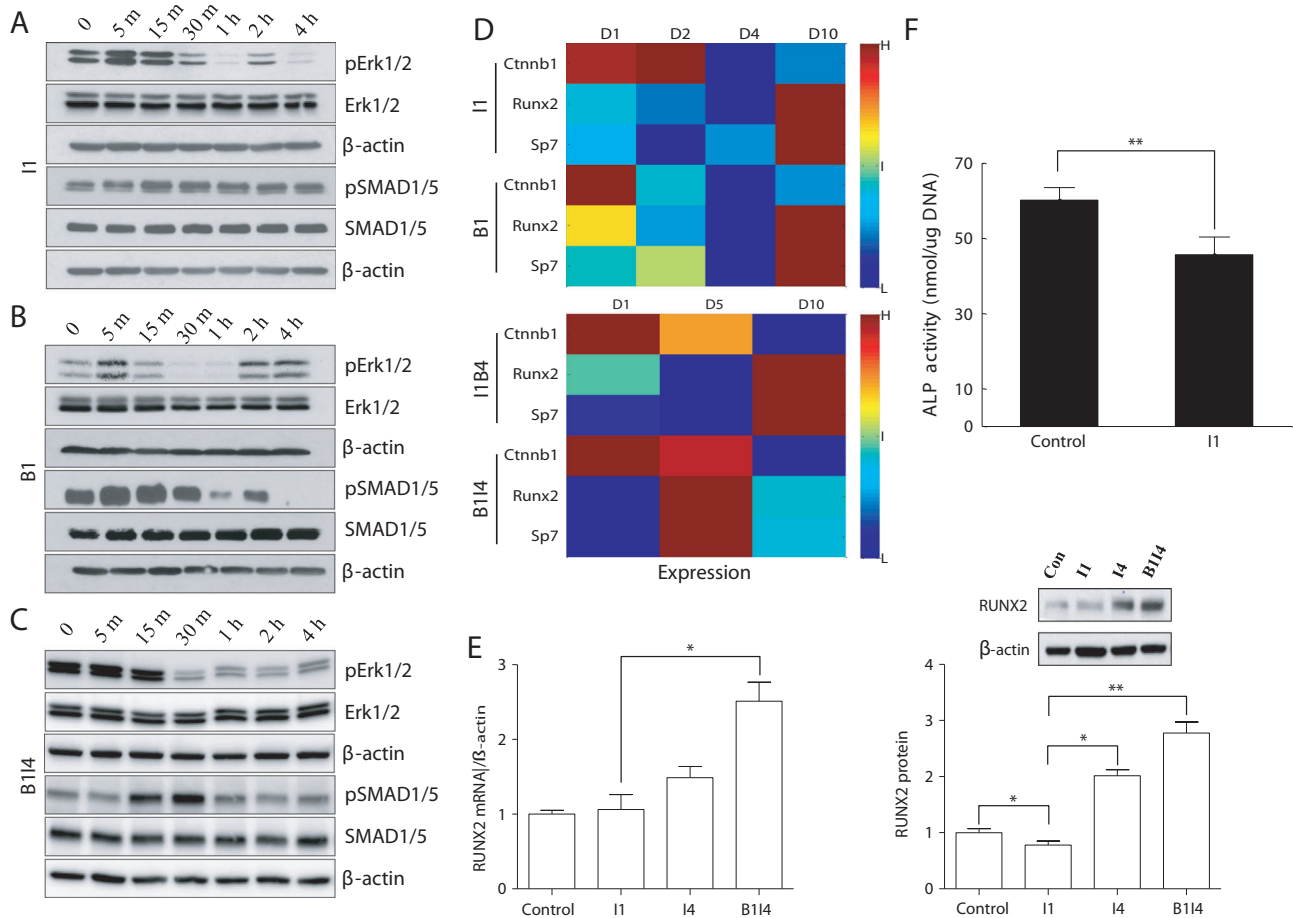 A
0 5 m 15 m 30 m 1 h 2 h 4 h
I1
pErk1/2
Erk1/2
β-actin
pSMAD1/5
SMAD1/5
β-actin
B
0 5 m 15 m 30 m 1 h 2 h 4 h
B1
pErk1/2
Erk1/2
β-actin
pSMAD1/5
SMAD1/5
β-actin
C
0 5 m 15 m 30 m 1 h 2 h 4 h
B1I4
pErk1/2
Erk1/2
β-actin
pSMAD1/5
SMAD1/5
β-actin
D
D1 D2 D4 D10
I1
Ctnnb1
Runx2
Sp7
B1
Ctnnb1
Runx2
Sp7
H
I
L
D1 D5 D10
I1B4
Ctnnb1
Runx2
Sp7
B1I4
Ctnnb1
Runx2
Sp7
H
I
L
Expression
E
RUNX2 mRNA|/ß-actin
3
2
1
0
*
Control I1 I4 B1I4
Con I1 I4 B1I4
RUNX2
β-actin
RUNX2 protein
4
3
2
1
0
**
*
*
Control I1 I4 B1I4
F
ALP activity (nmol/ug DNA)
70
60
50
30
40
20
60
10
0
**
Control I1